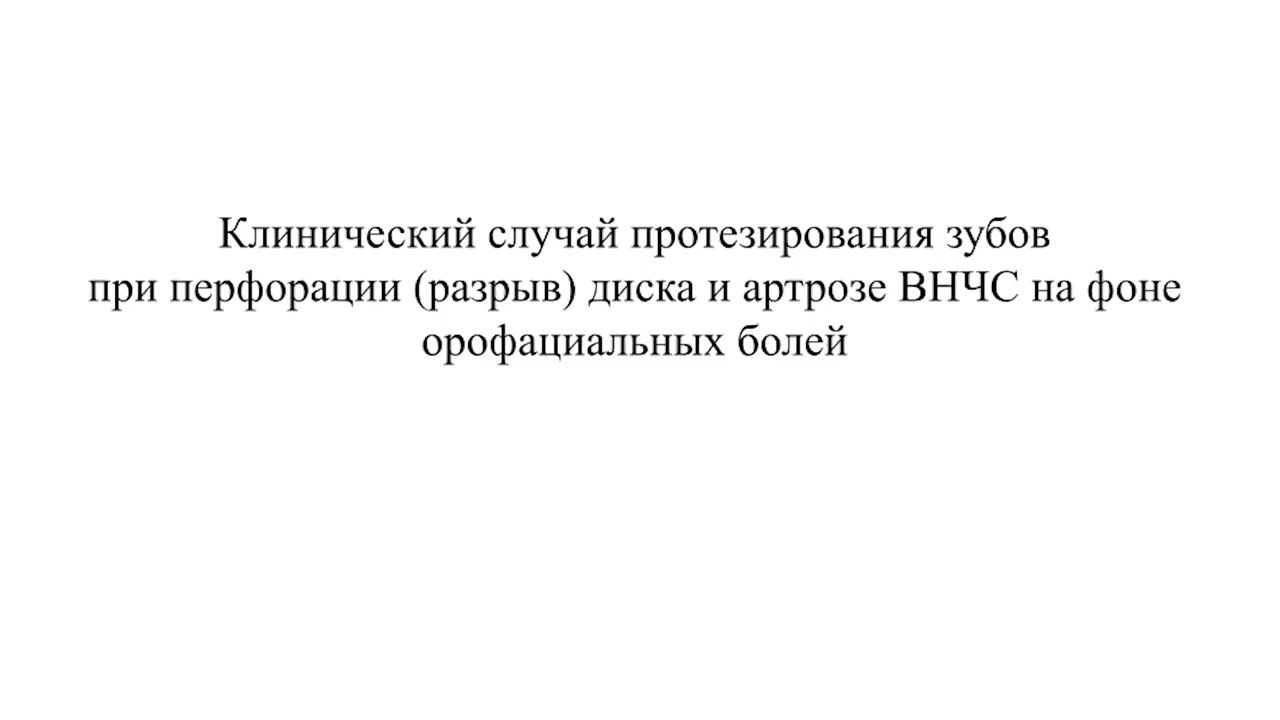 Клинический случай протезирования зубов
при перфорации (разрыв) диска и артрозе ВНЧС на фоне
орофациальных болей